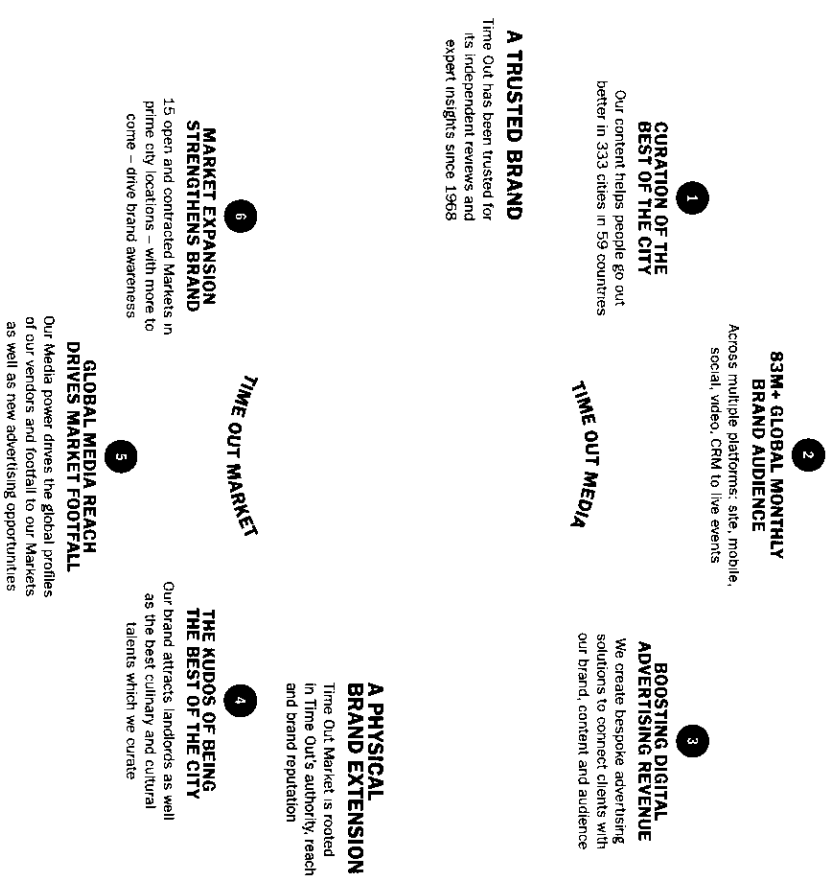 1
CURATION OF THE
BEST OF THE CITY
Our content helps people go out
better in 333 cities in 59 countries
2
83M+ GLOBAL MONTHLY
BRAND AUDIENCE
Across multiple platforms: site, mobile,
social, video, CRM to live events
3
BOOSTING DIGITAL
ADVERTISING REVENUE
We create bespoke advertising
solutions to connect clients with
our brand, content and audience
A TRUSTED BRAND
Time Out has been trusted for
its independent reviews and
expert insights since 1968
TIME OUT MEDIA
A PHYSICAL
BRAND EXTENSION
Time Out Market is rooted
in Time Out's authority, reach
and brand reputation
TIME OUT MARKET
4
THE KUDOS OF BEING
THE BEST OF THE CITY
Our brand attracts landlords as well
as the best culinary and cultural
talents which we curate
5
GLOBAL MEDIA REACH
DRIVES MARKET FOOTFALL
Our Media power drives the global profiles
of our vendors and footfall to our Markets
as well as new advertising opportunities
6
MARKET EXPANSION
STRENGTHENS BRAND
15 open and contracted Markets in
prime city locations – with more to
come – drive brand awareness